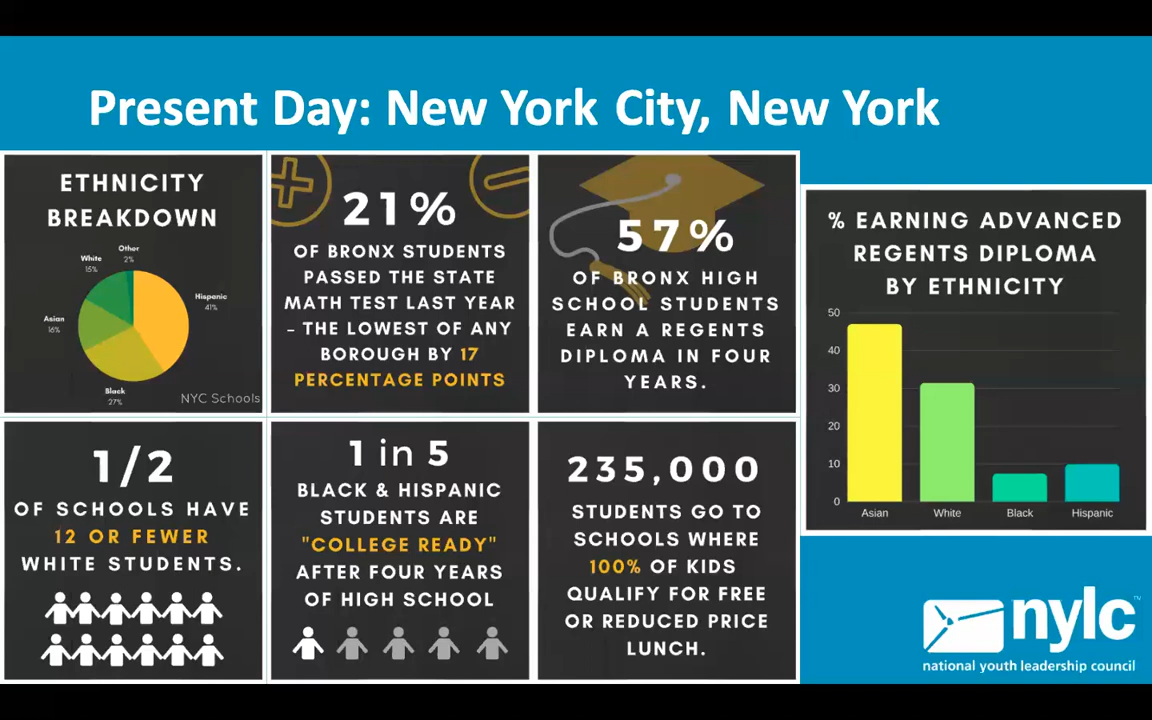 Present Day: New York City, New York
ETHNICITY
BREAKDOWN
Other
2%
White
15%
Hispanic
41%
Asian
16%
Black
27%
NYC Schools
21%
OF BRONX STUDENTS
PASSED THE STATE
MATH TEST LAST YEAR
- THE LOWEST OF ANY
BOROUGH BY 17
PERCENTAGE POINTS
57%
OF BRONX HIGH
SCHOOL STUDENTS
EARN A REGENTS
DIPLOMA IN FOUR
YEARS.
% EARNING ADVANCED
REGENTS DIPLOMA
BY ETHNICITY
50
40
30
20
10
0
Asian White Black Hispanic
1/2
OF SCHOOLS HAVE
12 OR FEWER
WHITE STUDENTS.
1 in 5
BLACK & HISPANIC
STUDENTS ARE
"COLLEGE READY"
AFTER FOUR YEARS
OF HIGH SCHOOL
235,000
STUDENTS GO TO
SCHOOLS WHERE
100% OF KIDS
QUALIFY FOR FREE
OR REDUCED PRICE
LUNCH.
nylc™
national youth leadership council